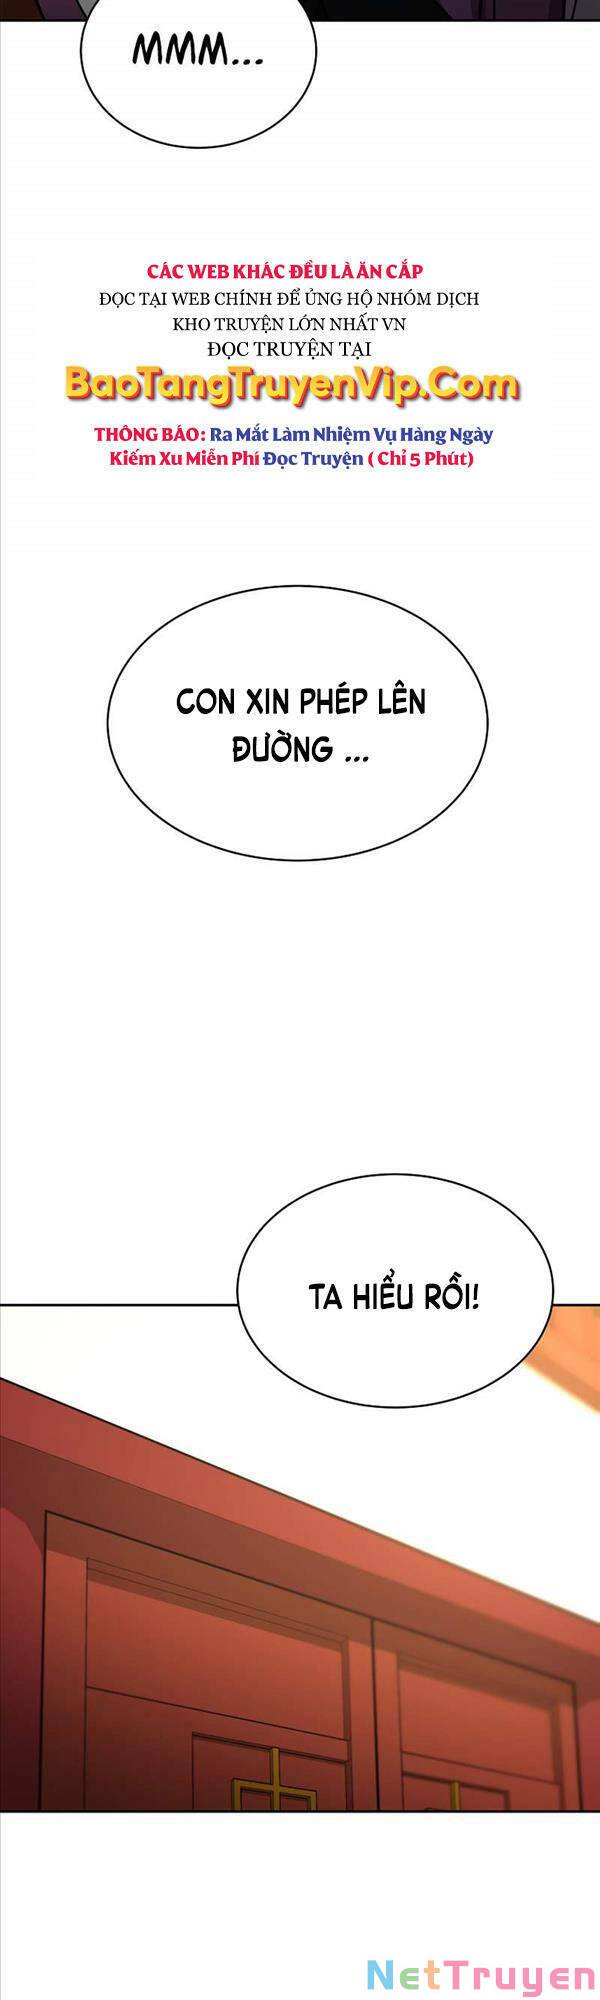 MMM...
CÁC WEB KHÁC ĐỀU LÀ ĂN CẮP
ĐỌC TẠI WEB CHÍNH ĐỂ ỦNG HỘ NHÓM DỊCH
KHO TRUYỆN LỚN NHẤT VN
ĐỌC TRUYỆN TẠI
BaoTangTruyenVip.Com
THÔNG BÁO: Ra Mắt Làm Nhiệm Vụ Hàng Ngày
Kiếm Xu Miễn Phí Đọc Truyện ( Chỉ 5 Phút)
CON XIN PHÉP LÊN
ĐƯỜNG ...
TA HIỂU RỒI!
NetTruyen